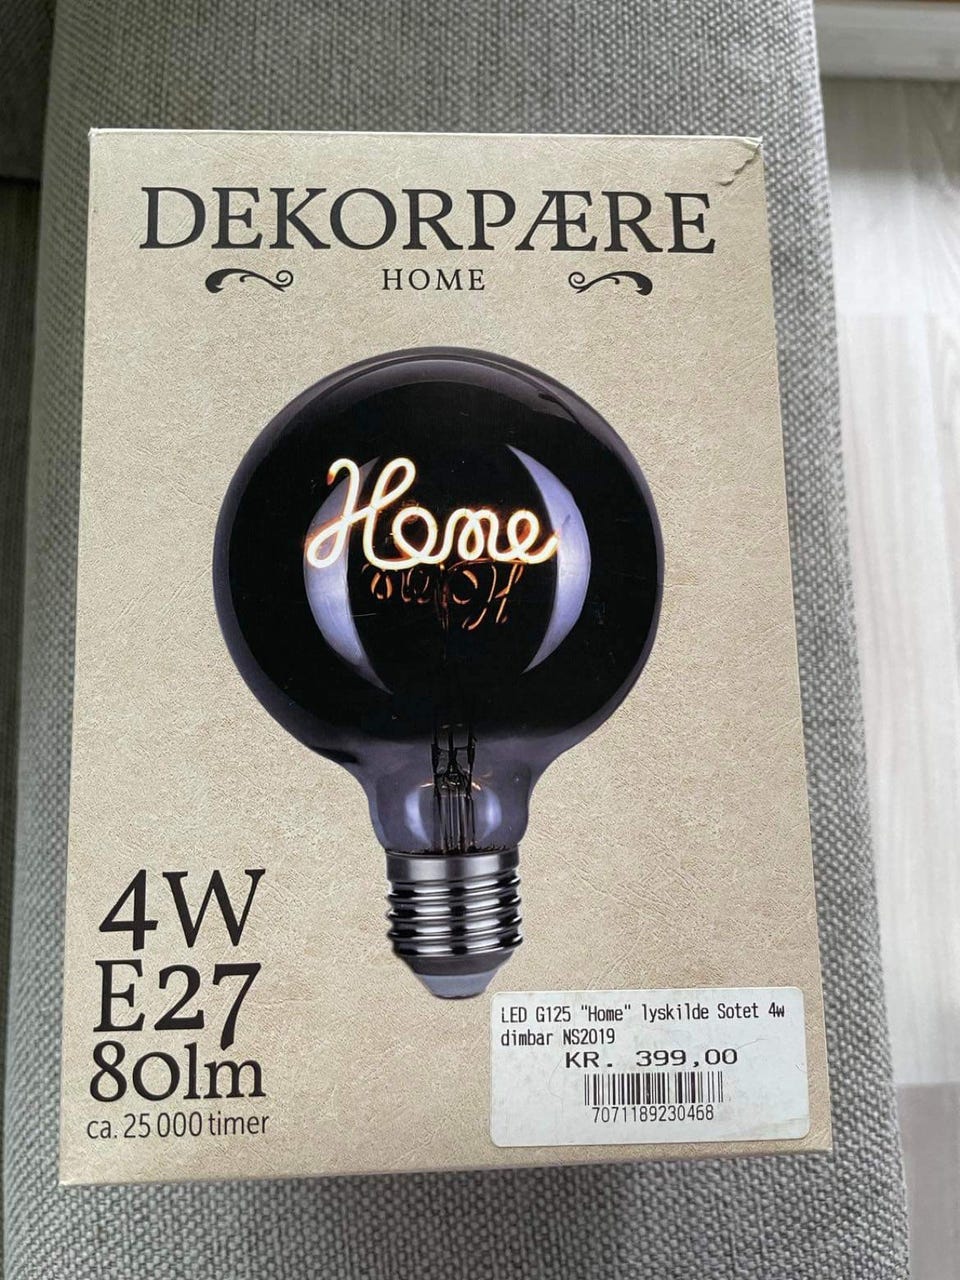 DEKORPÆRE
HOME
Home
4W
E27
80lm
ca. 25 000 timer
LED G125 "Home" lyskilde Sotet 4w
dimbar NS2019
KR. 399,00
7071189230468